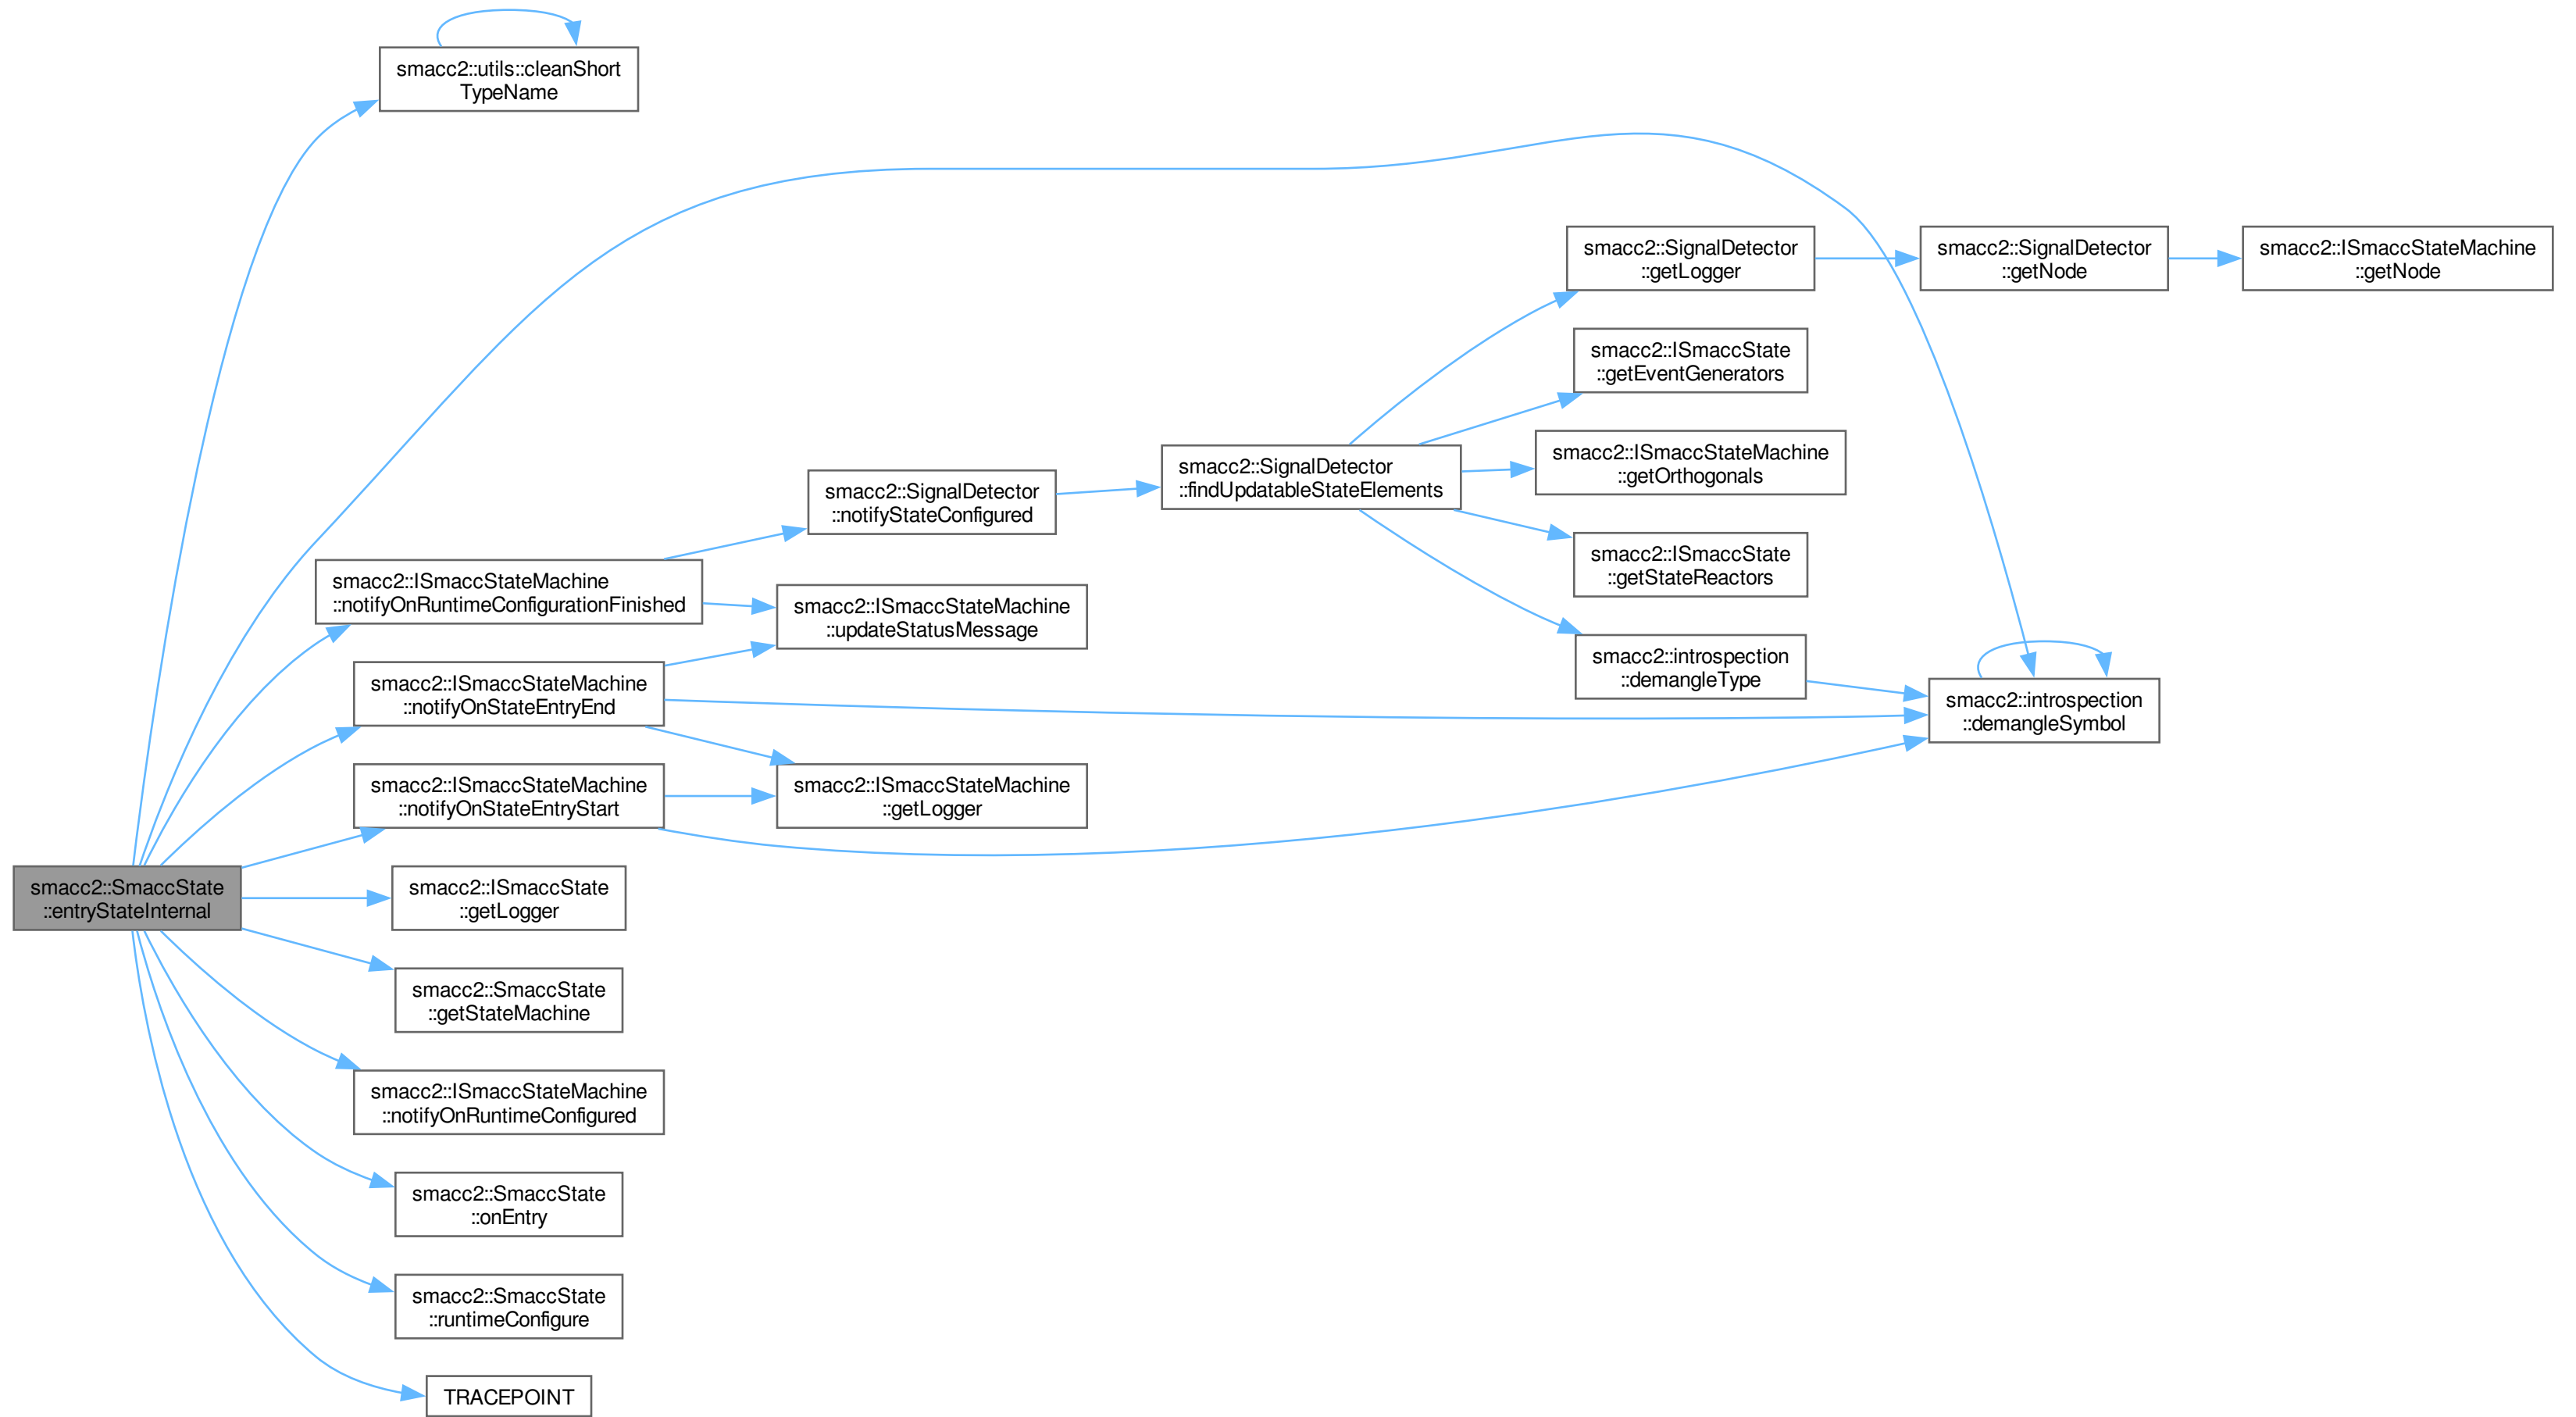 smacc2::utils::cleanShort
TypeName
smacc2::SignalDetector
::getLogger
smacc2::SignalDetector
::getNode
smacc2::ISmaccStateMachine
::getNode
smacc2::ISmaccState
::getEventGenerators
smacc2::SignalDetector
::findUpdatableStateElements
smacc2::ISmaccStateMachine
::getOrthogonals
smacc2::SignalDetector
::notifyStateConfigured
smacc2::ISmaccState
::getStateReactors
smacc2::ISmaccStateMachine
::notifyOnRuntimeConfigurationFinished
smacc2::ISmaccStateMachine
::updateStatusMessage
smacc2::introspection
::demangleType
smacc2::ISmaccStateMachine
::notifyOnStateEntryEnd
smacc2::introspection
::demangleSymbol
smacc2::ISmaccStateMachine
::notifyOnStateEntryStart
smacc2::ISmaccStateMachine
::getLogger
smacc2::SmaccState
::entryStateInternal
smacc2::ISmaccState
::getLogger
smacc2::SmaccState
::getStateMachine
smacc2::ISmaccStateMachine
::notifyOnRuntimeConfigured
smacc2::SmaccState
::onEntry
smacc2::SmaccState
::runtimeConfigure
TRACEPOINT